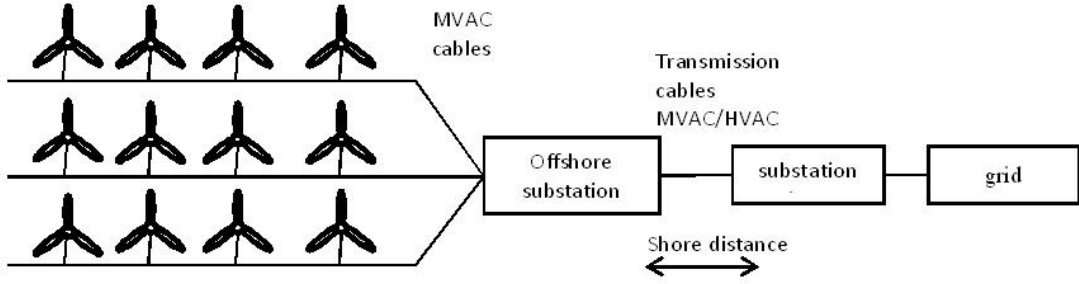 MVAC
cables
Transmission
cables
MVAC/HVAC
Offshore
substation
substation
grid
Shore distance